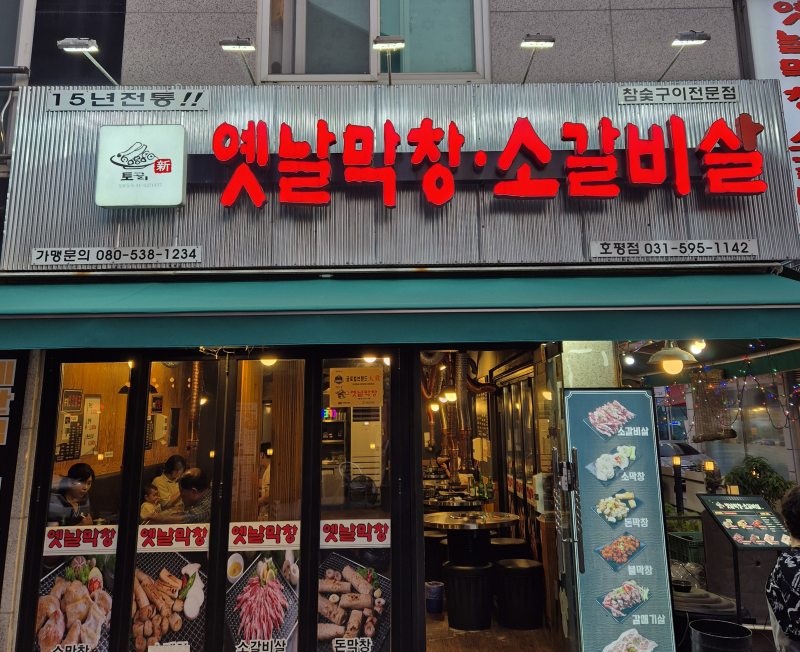 15년전통!!
참숯구이전문점
토리 新
옛날막창·소갈비살
가맹문의 080-538-1234
호평점 031-595-1142
옛날막창
옛날막창
옛날막창
옛날막창
소막창
소갈비살
돈막창
소갈비살
소막창
돈막창
불막창
갈매기살